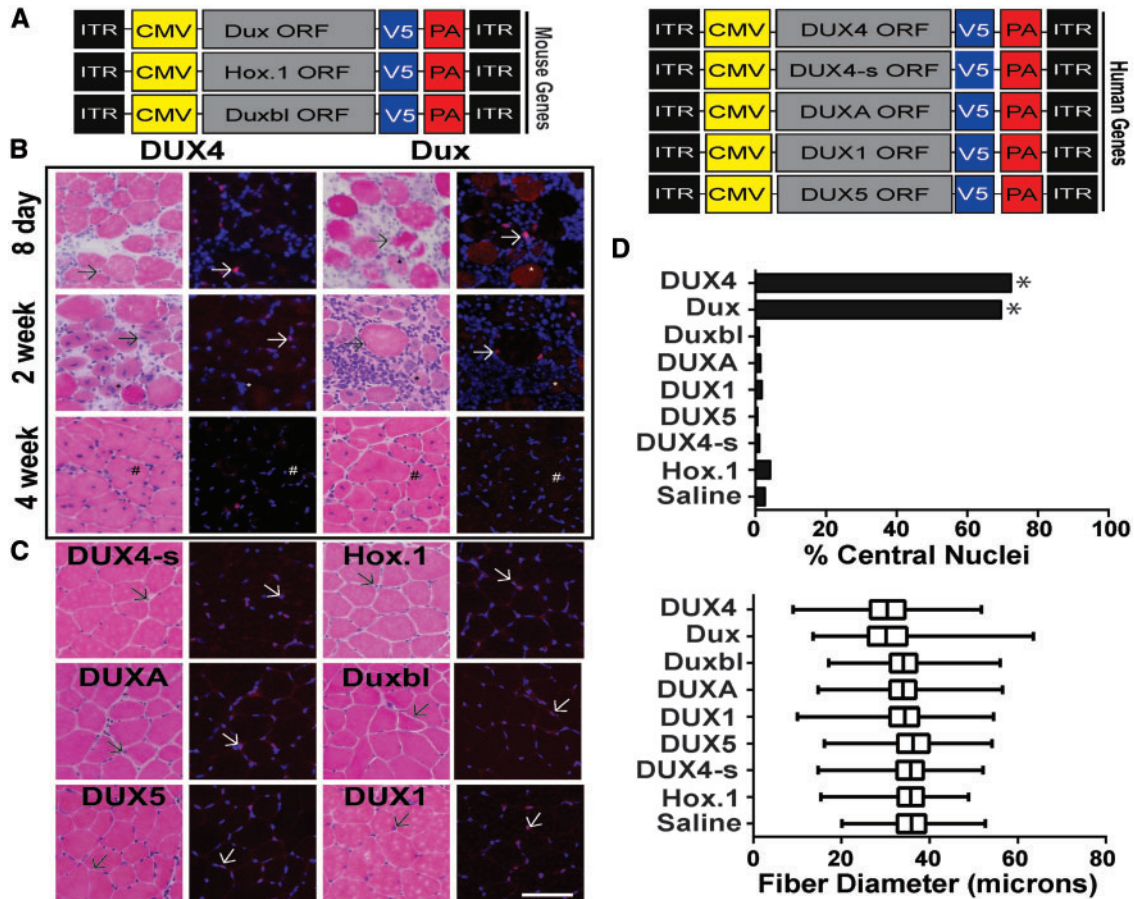 A
ITR CMV Dux ORF V5 PA ITR
ITR CMV Hox.1 ORF V5 PA ITR
ITR CMV Duxbl ORF V5 PA ITR
Mouse Genes
ITR CMV DUX4 ORF V5 PA ITR
ITR CMV DUX4-s ORF V5 PA ITR
ITR CMV DUXA ORF V5 PA ITR
ITR CMV DUX1 ORF V5 PA ITR
ITR CMV DUX5 ORF V5 PA ITR
Human Genes
B
DUX4 Dux
8 day
* *
2 week
* * * *
4 week
# # # #
C
DUX4-s Hox.1
DUXA Duxbl
DUX5 DUX1
D
DUX4 *
Dux *
Duxbl
DUXA
DUX1
DUX5
DUX4-s
Hox.1
Saline
0 20 40 60 80 100
% Central Nuclei
DUX4
Dux
Duxbl
DUXA
DUX1
DUX5
DUX4-s
Hox.1
Saline
0 20 40 60 80
Fiber Diameter (microns)